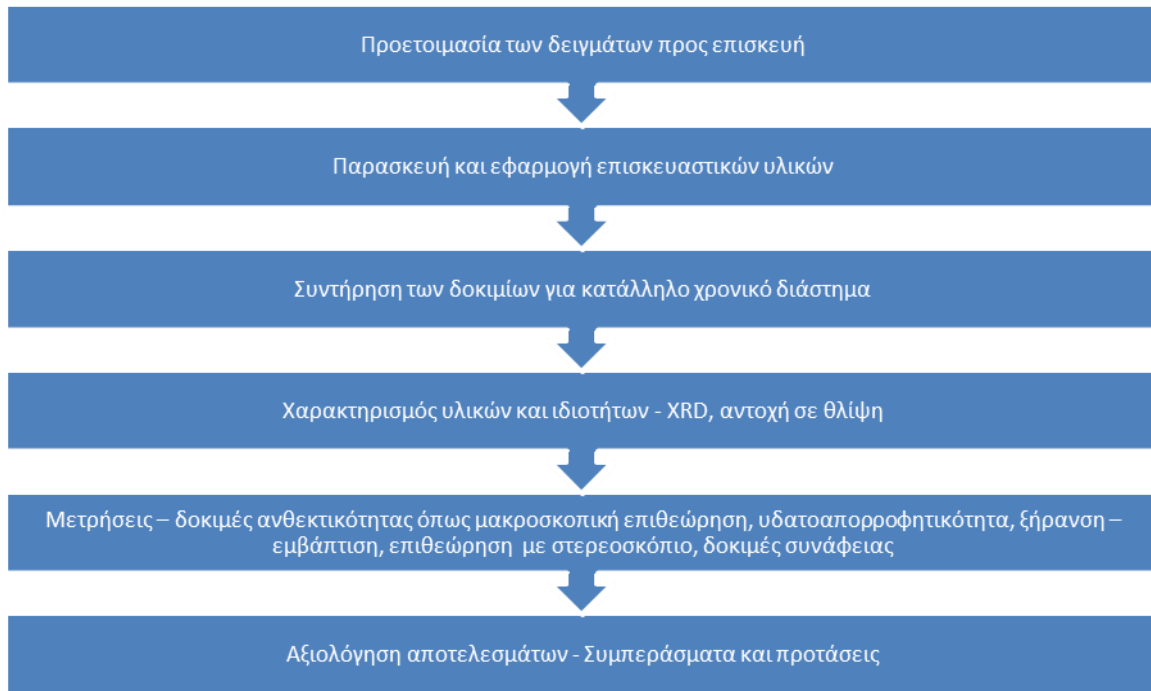 Προετοιμασία των δειγμάτων προς επισκευή
Παρασκευή και εφαρμογή επισκευαστικών υλικών
Συντήρηση των δοκιμίων για κατάλληλο χρονικό διάστημα
Χαρακτηρισμός υλικών και ιδιοτήτων - XRD, αντοχή σε θλίψη
Μετρήσεις – δοκιμές ανθεκτικότητας όπως μακροσκοπική επιθεώρηση, υδατοαπορροφητικότητα, ξήρανση –
εμβάπτιση, επιθεώρηση με στερεοσκόπιο, δοκιμές συνάφειας
Αξιολόγηση αποτελεσμάτων - Συμπεράσματα και προτάσεις